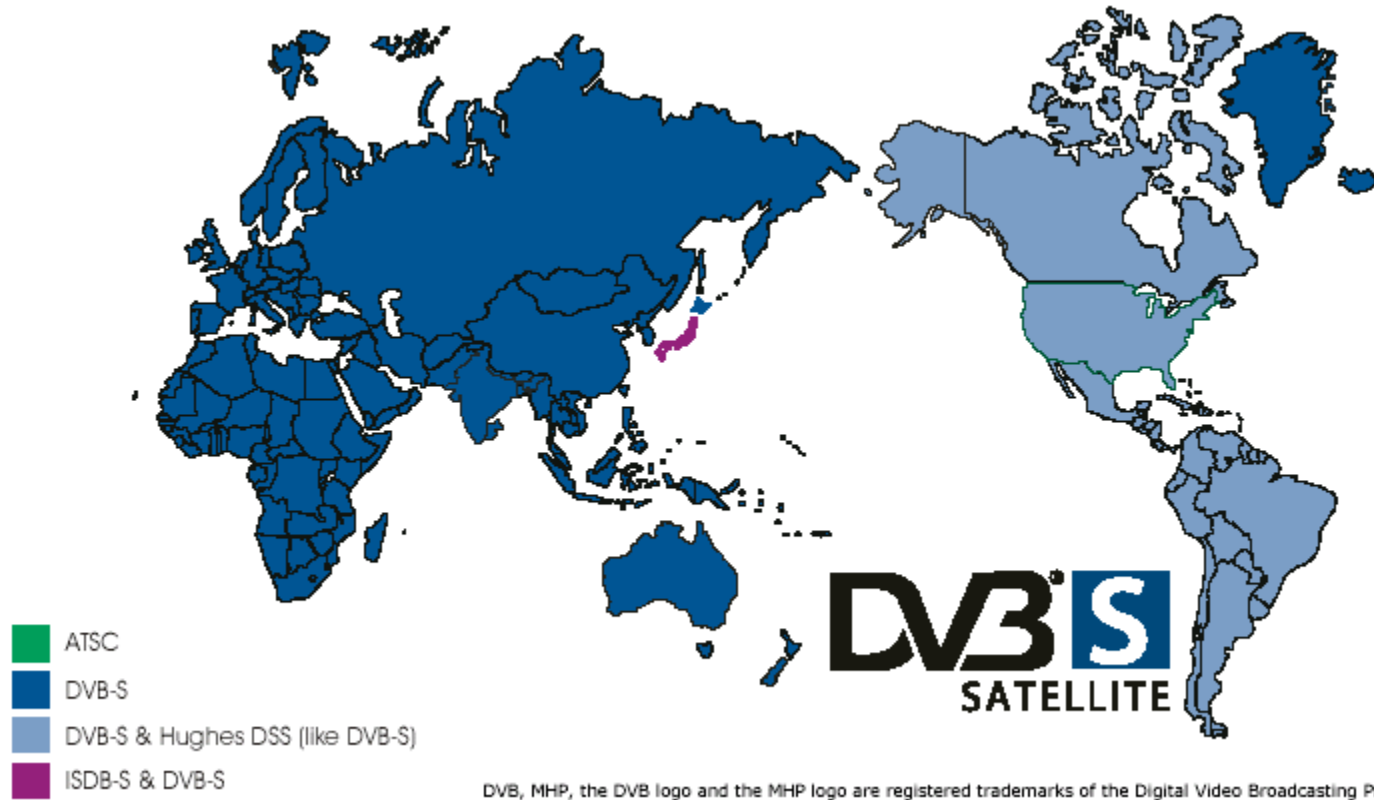 DVB® S
SATELLITE
ATSC
DVB-S
DVB-S & Hughes DSS (like DVB-S)
ISDB-S & DVB-S
DVB, MHP, the DVB logo and the MHP logo are registered trademarks of the Digital Video Broadcasting